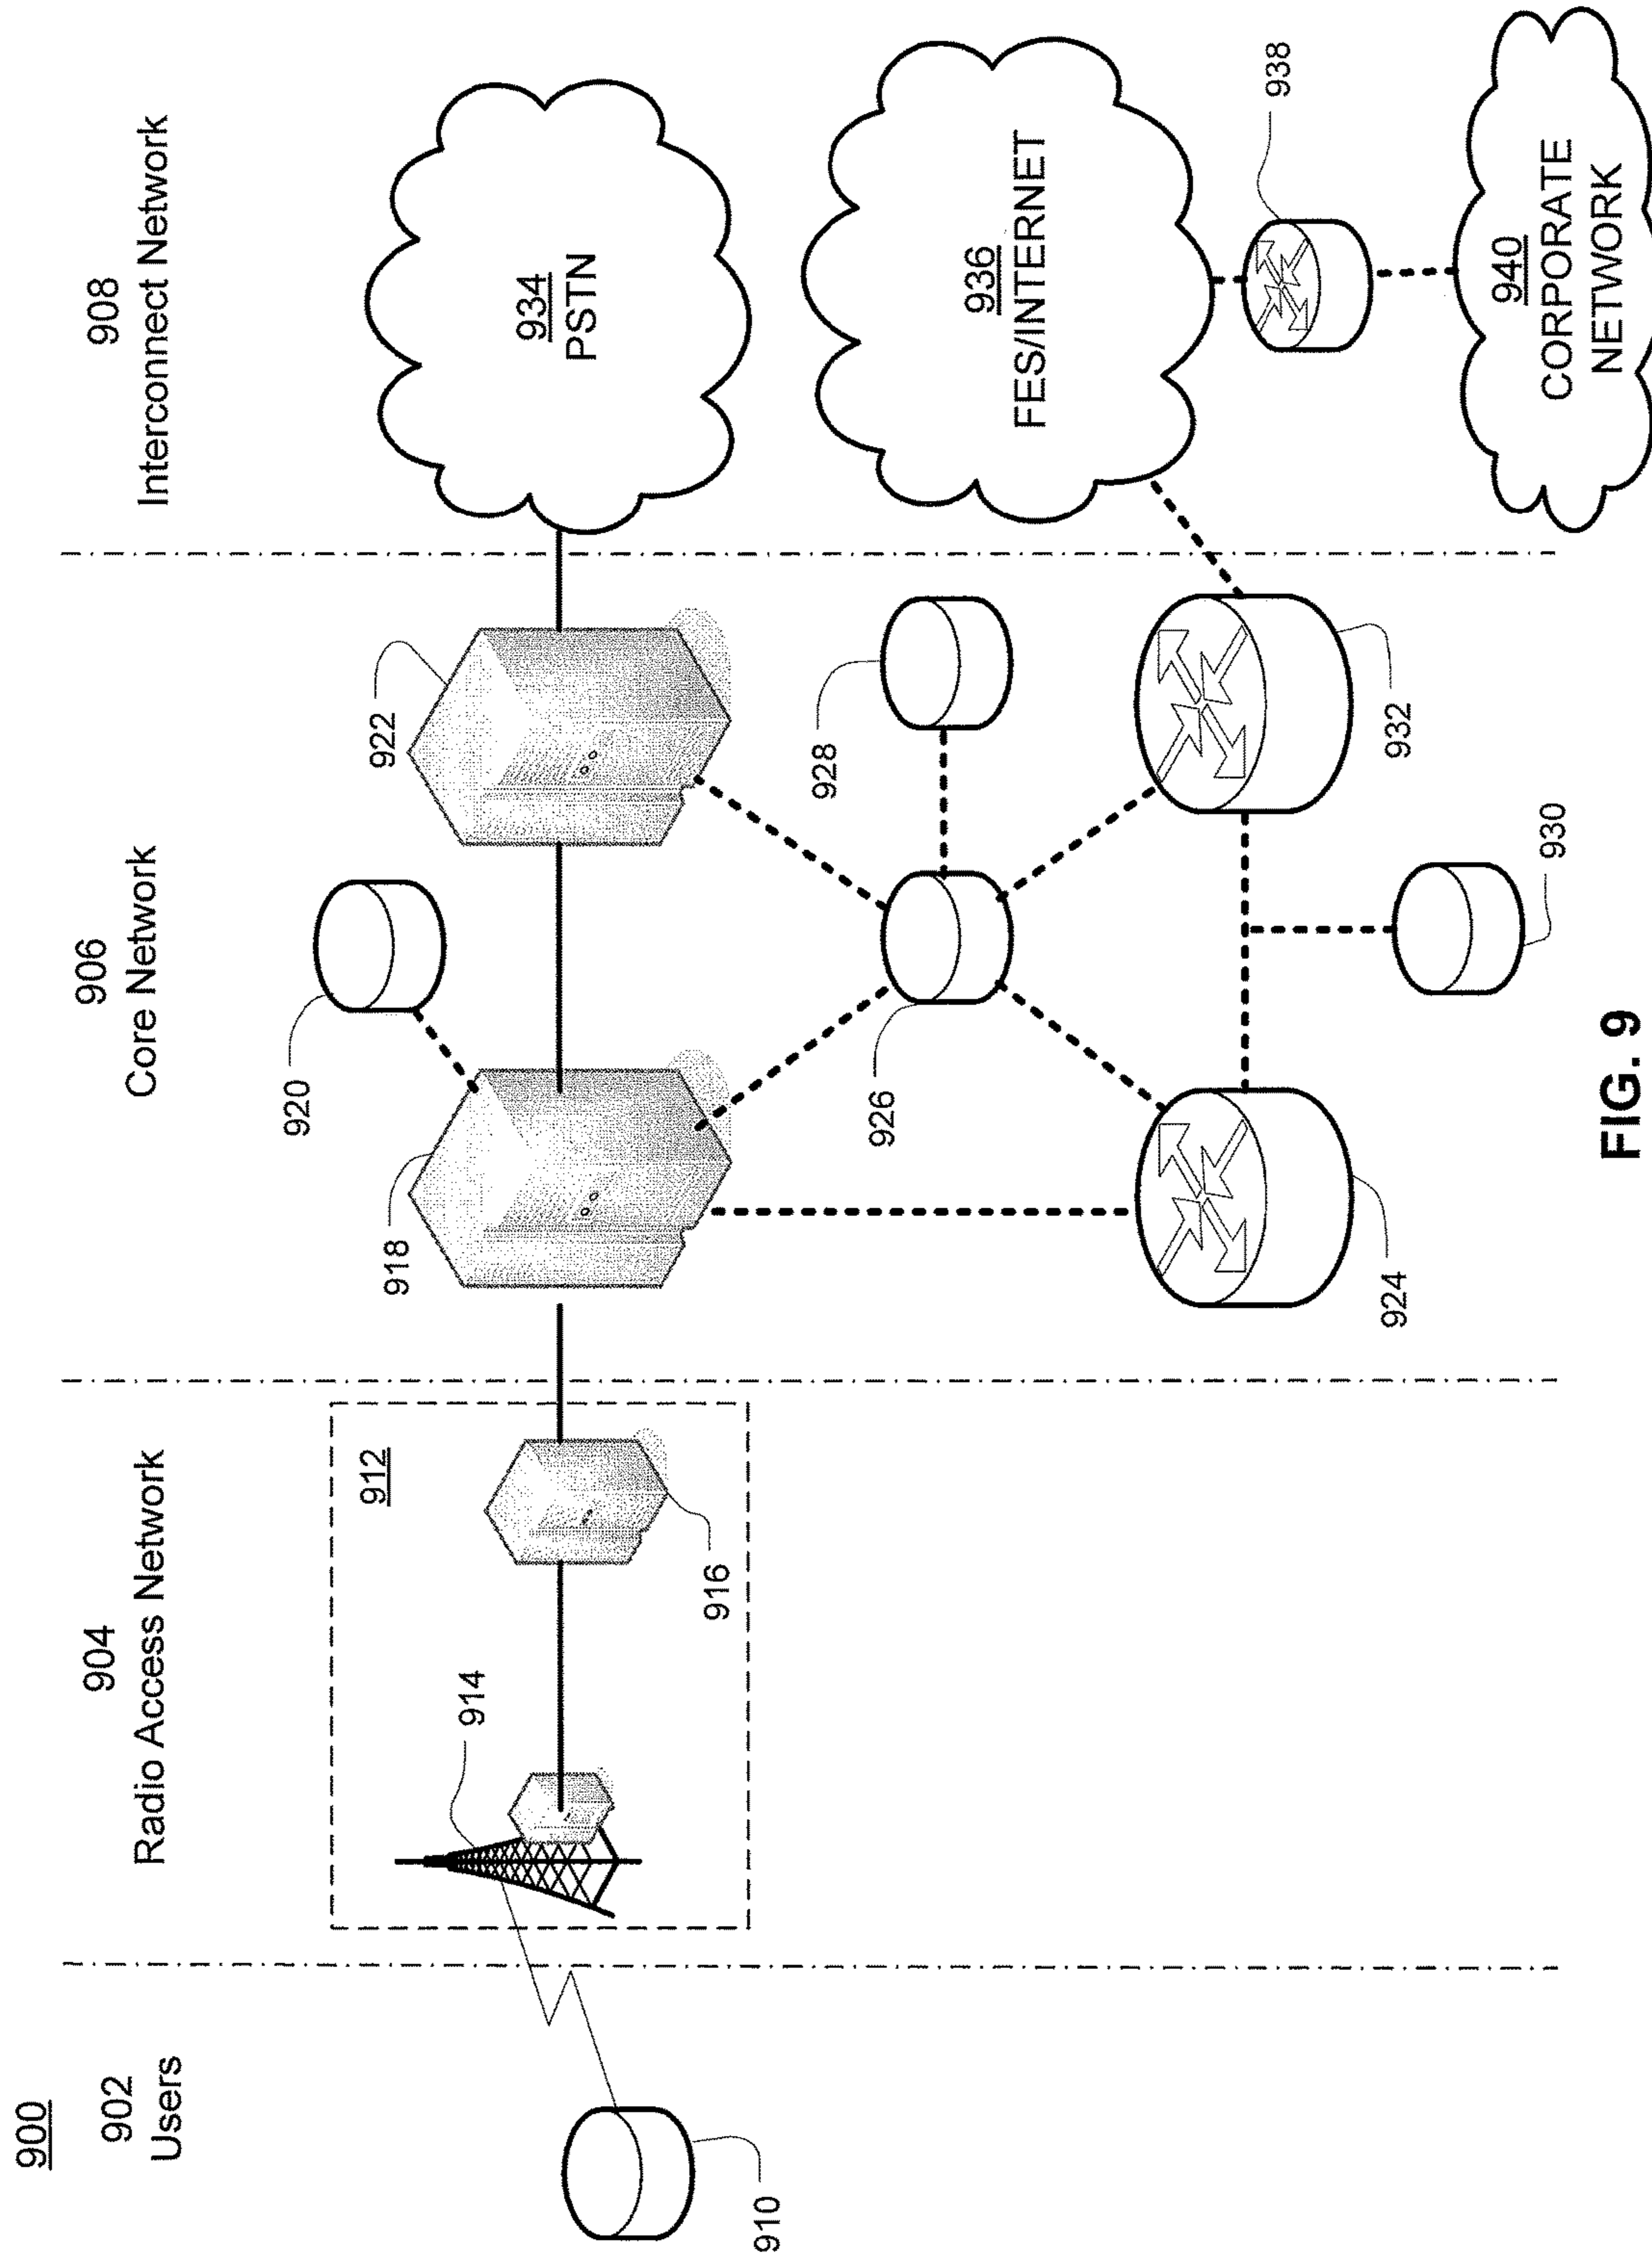 900
902
Users
904
Radio Access Network
906
Core Network
908
Interconnect Network
910
912
914
916
918
920
922
924
926
928
930
932
934
PSTN
936
FES/INTERNET
938
940
CORPORATE
NETWORK
FIG. 9